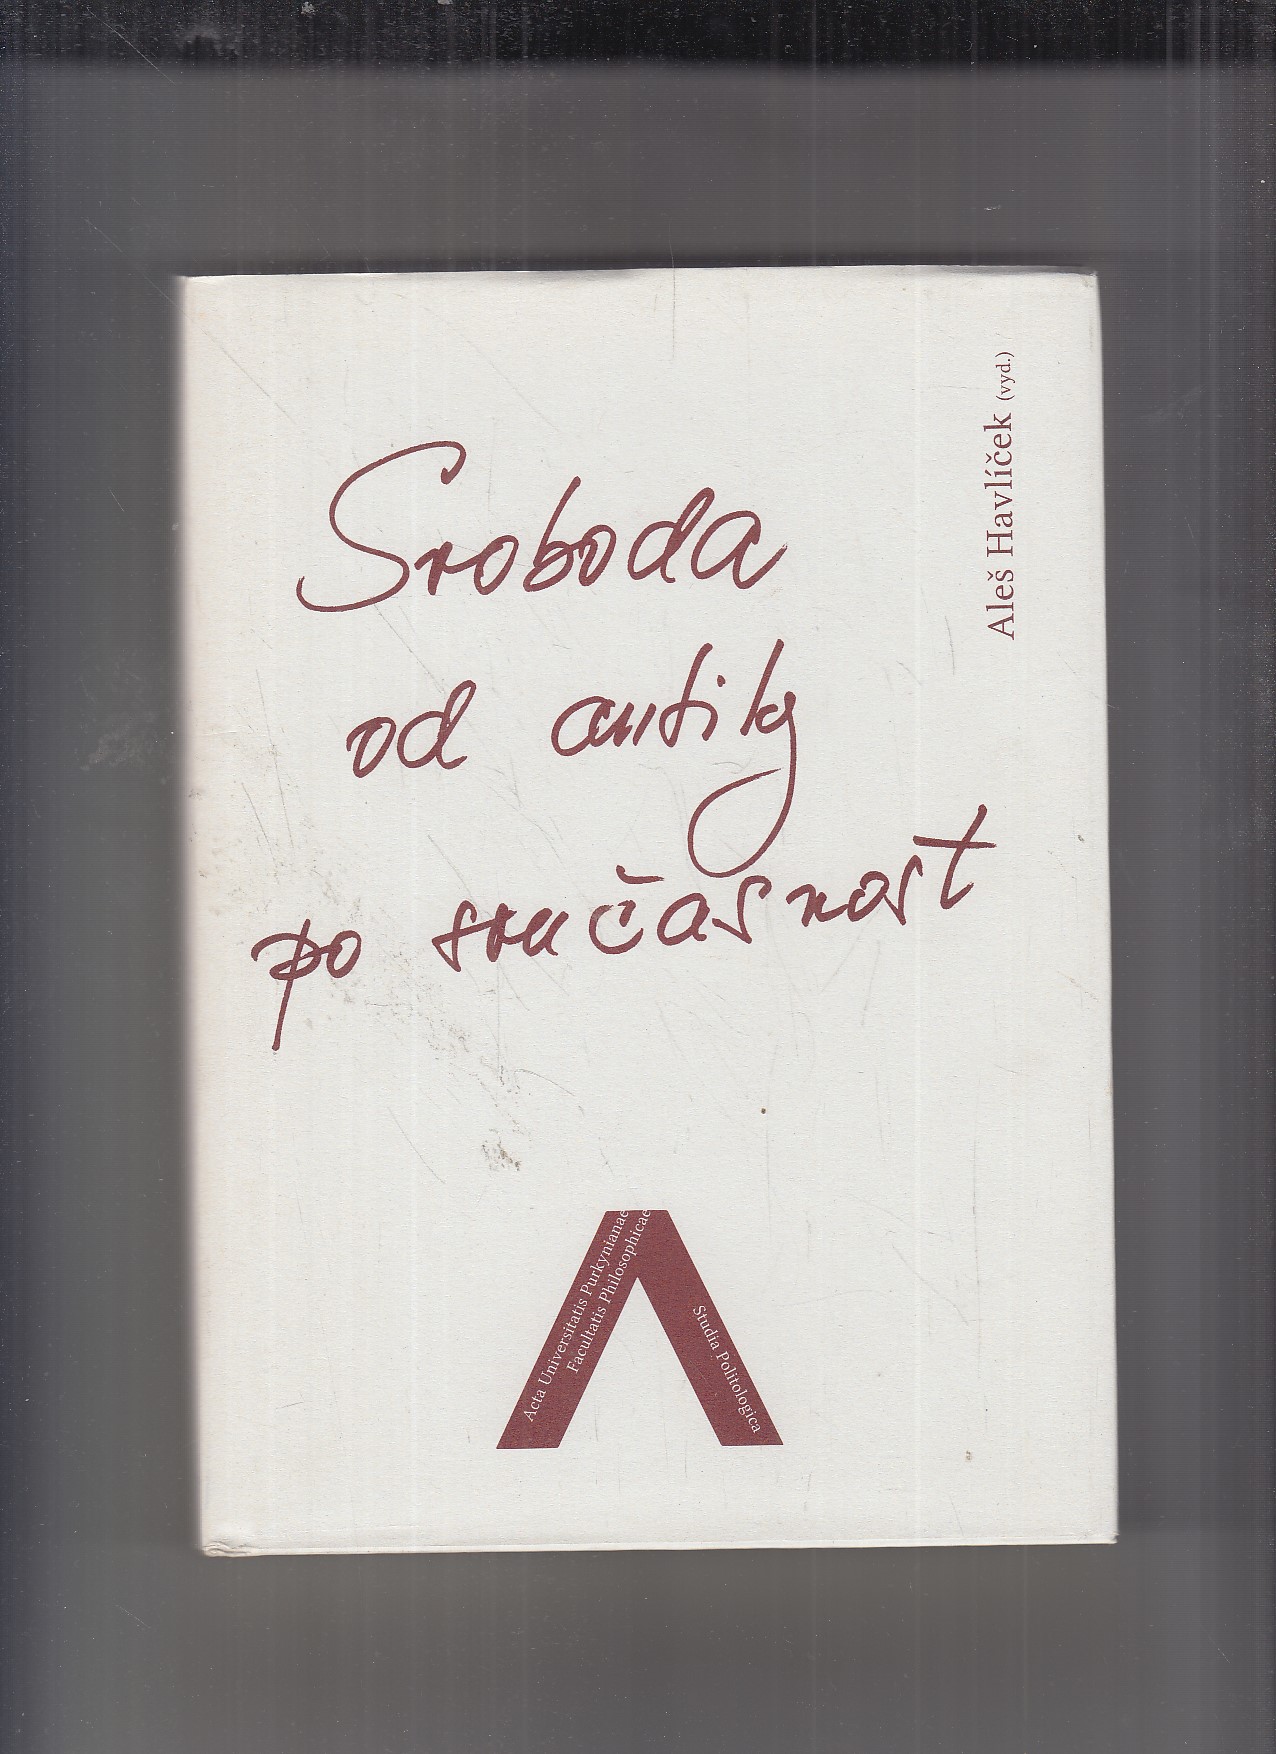 Svoboda
od antiky
po současnost
Aleš Havlíček (vyd.)
Acta Universitatis Purkynianae
Facultatis Philosophicae
Studia Politologica